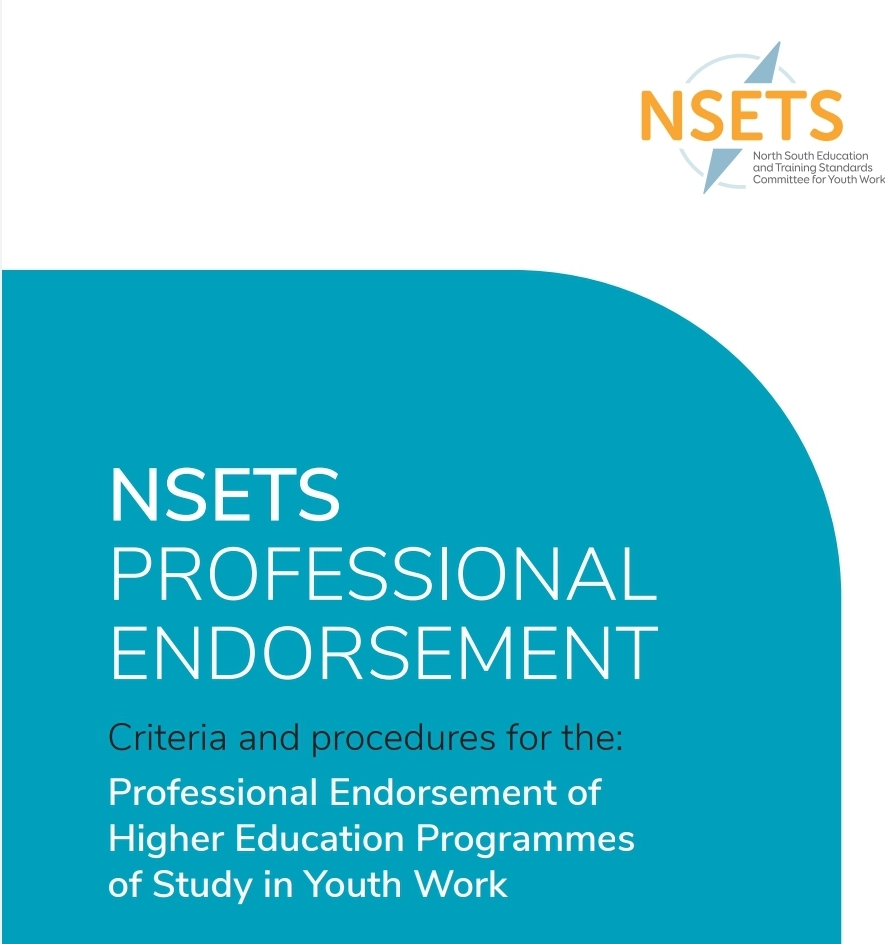 NSETS
North South Education
and Training Standards
Committee for Youth Work
NSETS
PROFESSIONAL
ENDORSEMENT
Criteria and procedures for the:
Professional Endorsement of
Higher Education Programmes
of Study in Youth Work